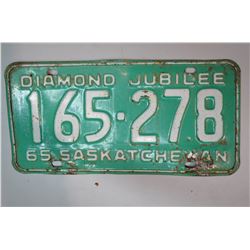 DIAMOND JUBILEE
165·278
65 SASKATCHEWAN